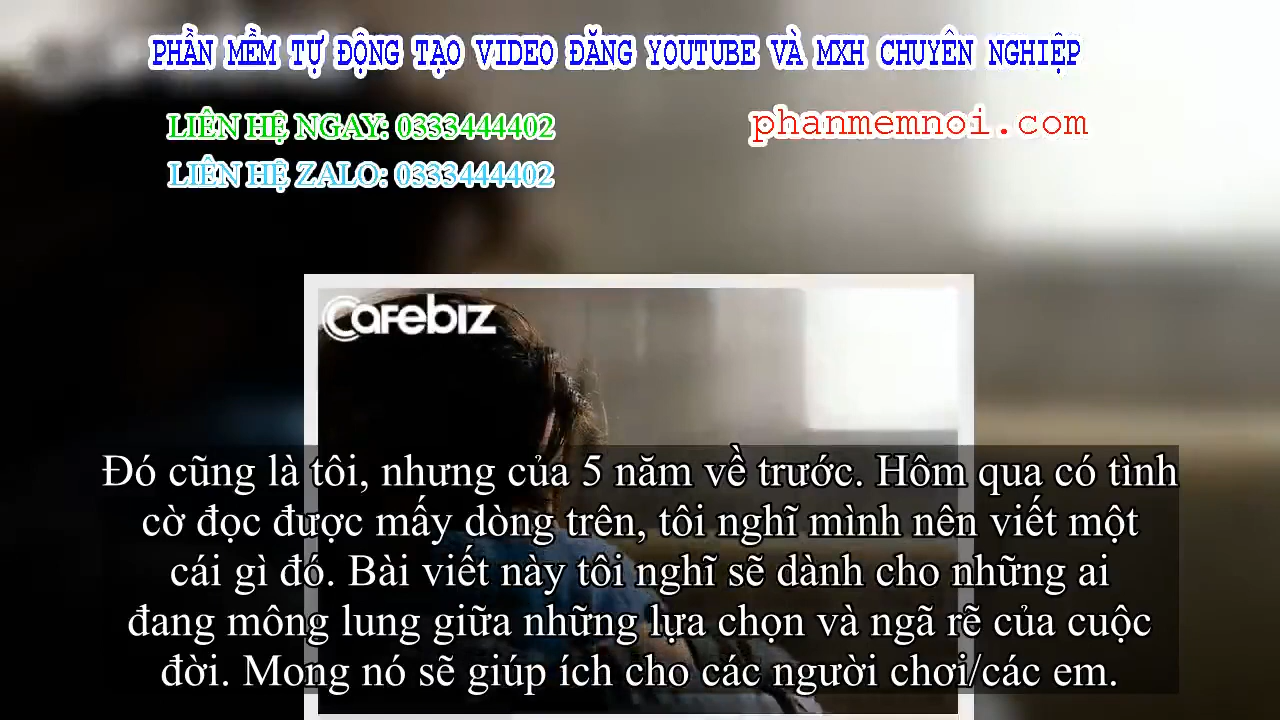 PHẦN MỀM TỰ ĐỘNG TẠO VIDEO ĐĂNG YOUTUBE VÀ MXH CHUYÊN NGHIỆP
LIÊN HỆ NGAY: 0333444402
phanmemnoi.com
LIÊN HỆ ZALO: 0333444402
Cafebiz
Đó cũng là tôi, nhưng của 5 năm về trước. Hôm qua có tình
cờ đọc được mấy dòng trên, tôi nghĩ mình nên viết một
cái gì đó. Bài viết này tôi nghĩ sẽ dành cho những ai
đang mông lung giữa những lựa chọn và ngã rẽ của cuộc
đời. Mong nó sẽ giúp ích cho các người chơi/các em.